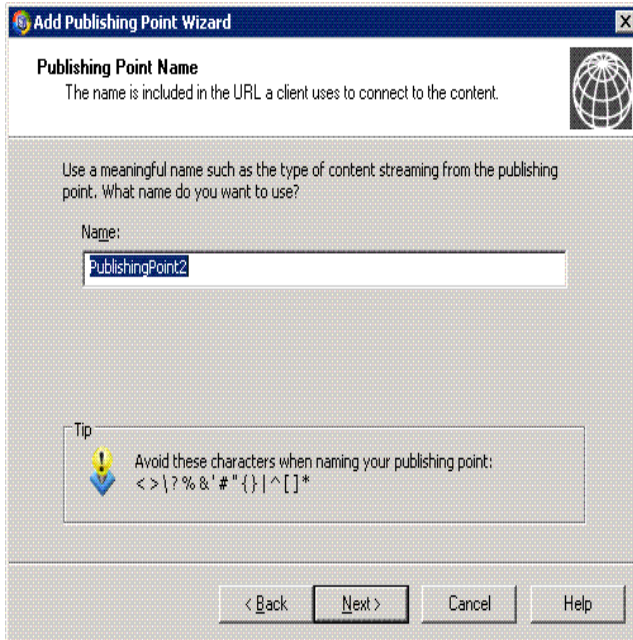 Add Publishing Point Wizard
Publishing Point Name
The name is included in the URL a client uses to connect to the content.
Use a meaningful name such as the type of content streaming from the publishing
point. What name do you want to use?
Name:
PublishingPoint2
Tip
Avoid these characters when naming your publishing point:
< > \ ? % & ' # " { } | ^ [ ] *
< Back
Next >
Cancel
Help